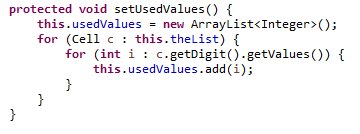 protected void setUsedValues() {
    this.usedValues = new ArrayList<Integer>();
    for (Cell c : this.theList) {
        for (int i : c.getDigit().getValues()) {
            this.usedValues.add(i);
        }
    }
}